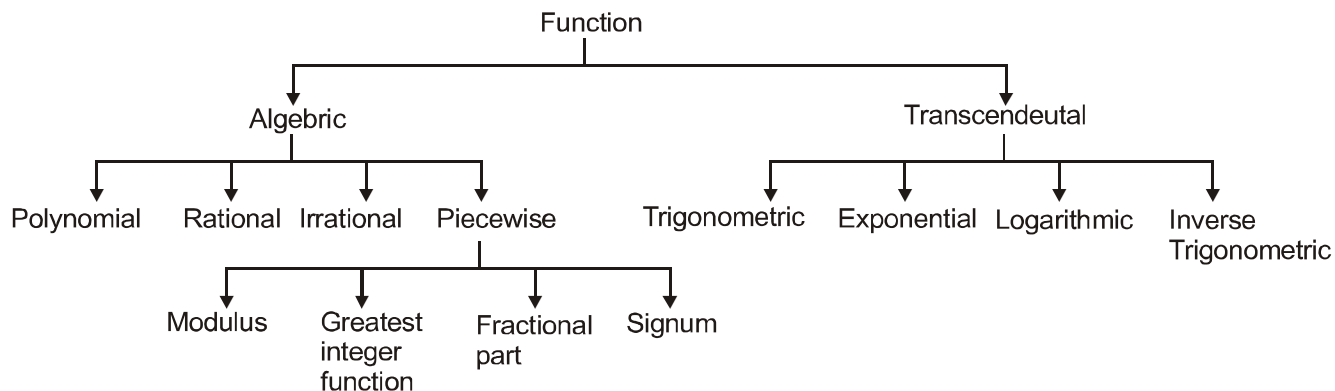 Function
Algebric
Transcendeutal
Polynomial
Rational
Irrational
Piecewise
Trigonometric
Exponential
Logarithmic
Inverse
Trigonometric
Modulus
Greatest
integer
function
Fractional
part
Signum